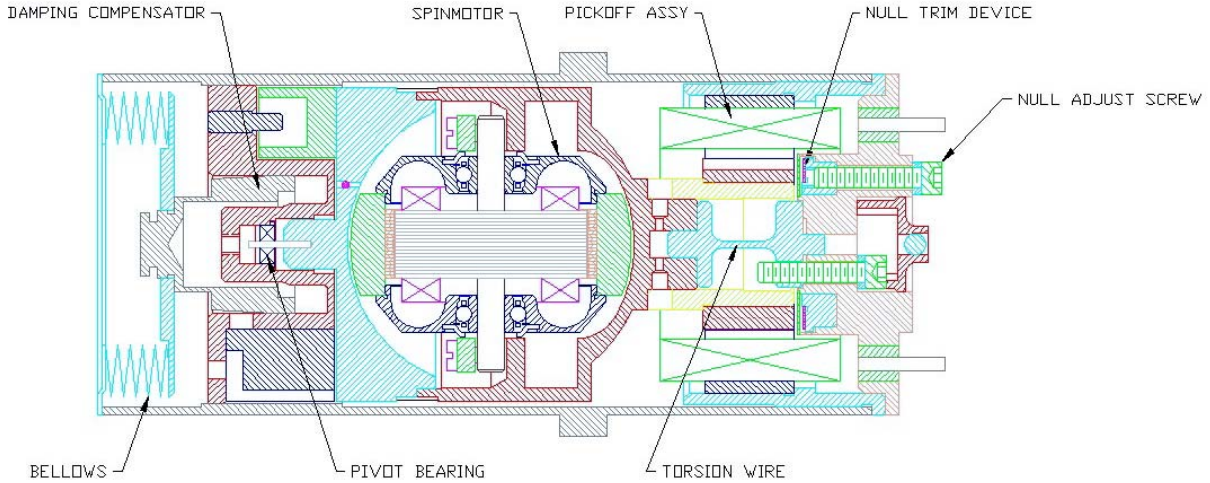 DAMPING COMPENSATOR
SPINMOTOR
PICKOFF ASSY
NULL TRIM DEVICE
NULL ADJUST SCREW
BELLOWS
PIVOT BEARING
TORSION WIRE